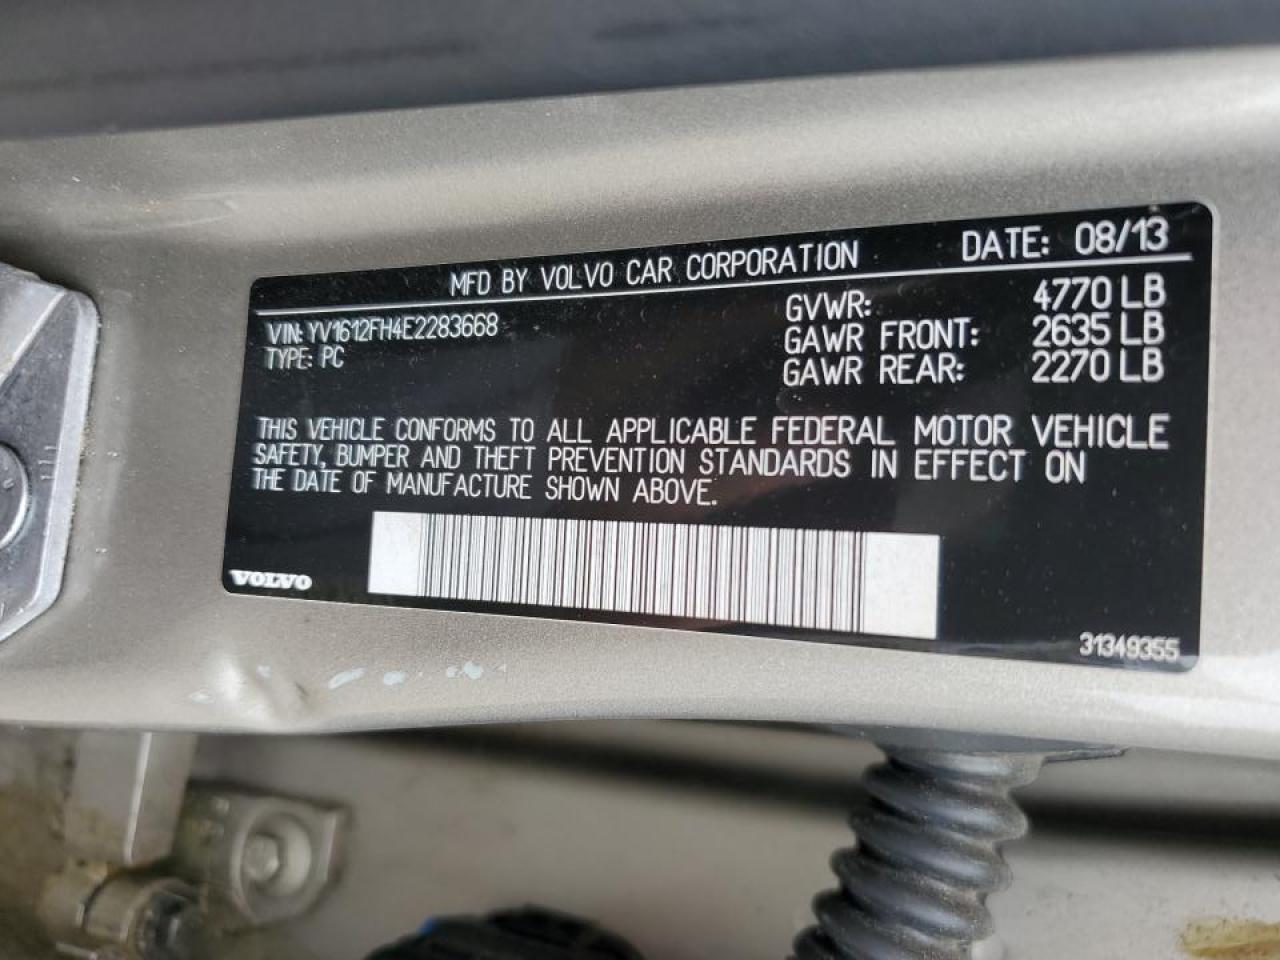 MFD BY VOLVO CAR CORPORATION DATE: 08/13
VIN: YV1612FH4E2283668
TYPE: PC
GVWR: 4770 LB
GAWR FRONT: 2635 LB
GAWR REAR: 2270 LB
THIS VEHICLE CONFORMS TO ALL APPLICABLE FEDERAL MOTOR VEHICLE
SAFETY, BUMPER AND THEFT PREVENTION STANDARDS IN EFFECT ON
THE DATE OF MANUFACTURE SHOWN ABOVE.
VOLVO
31349355